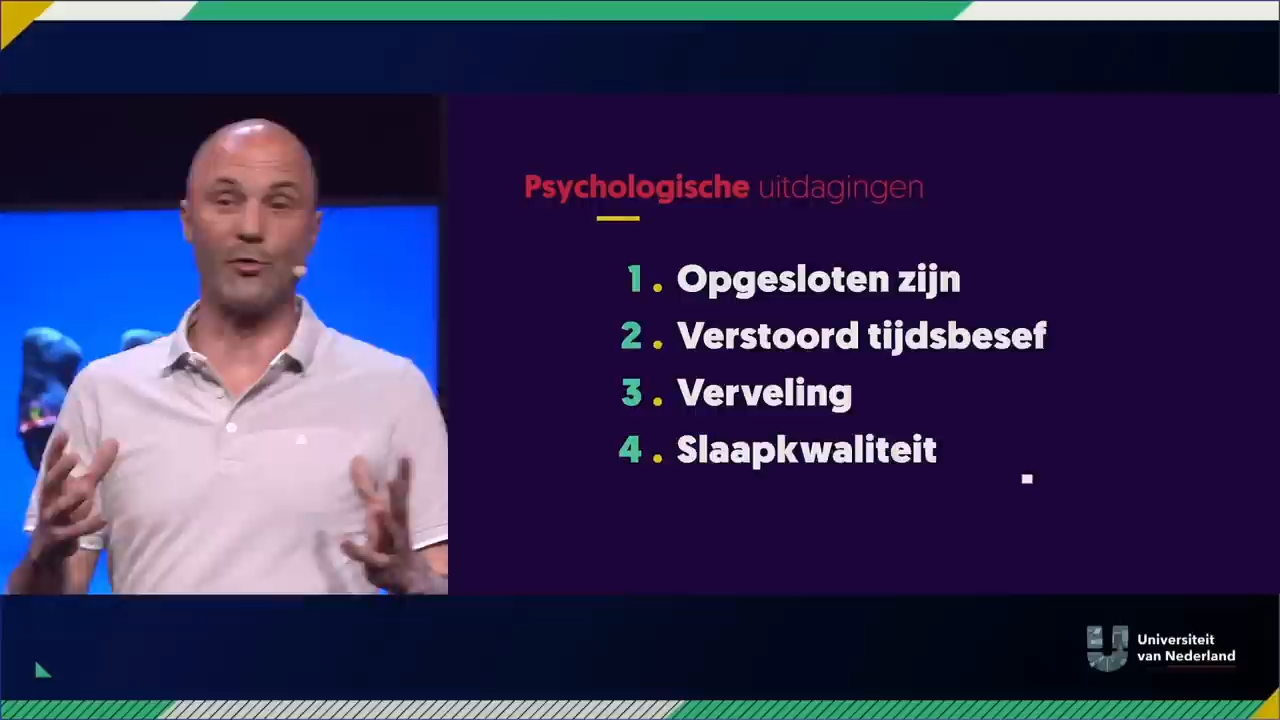 Psychologische uitdagingen
1. Opgesloten zijn
2. Verstoord tijdsbesef
3. Verveling
4. Slaapkwaliteit
Universiteit
van Nederland